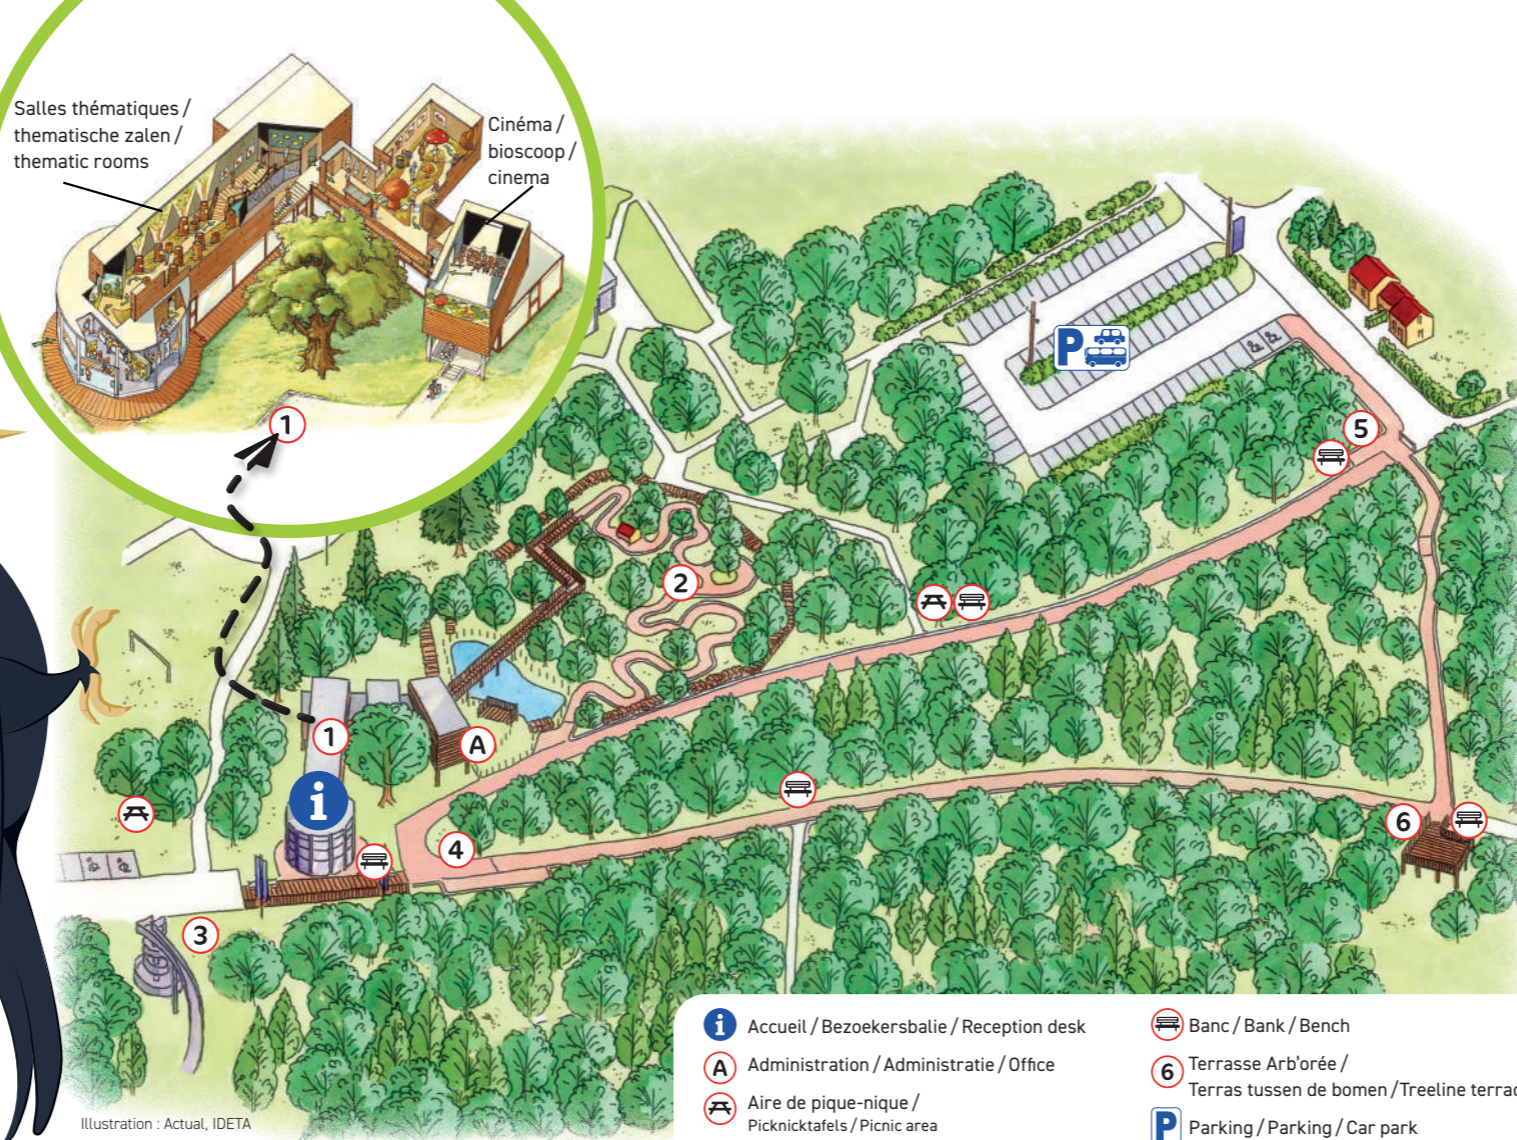 Salles thématiques /
thematische zalen /
thematic rooms
Cinéma /
bioscoop /
cinema
1
P
5
2
1
A
i
4
6
3
i Accueil / Bezoekersbalie / Reception desk
A Administration / Administratie / Office
Aire de pique-nique /
Picknicktafels / Picnic area
Banc / Bank / Bench
6 Terrasse Arb'orée /
Terras tussen de bomen / Treeline terrac
P Parking / Parking / Car park
Illustration : Actual, IDETA